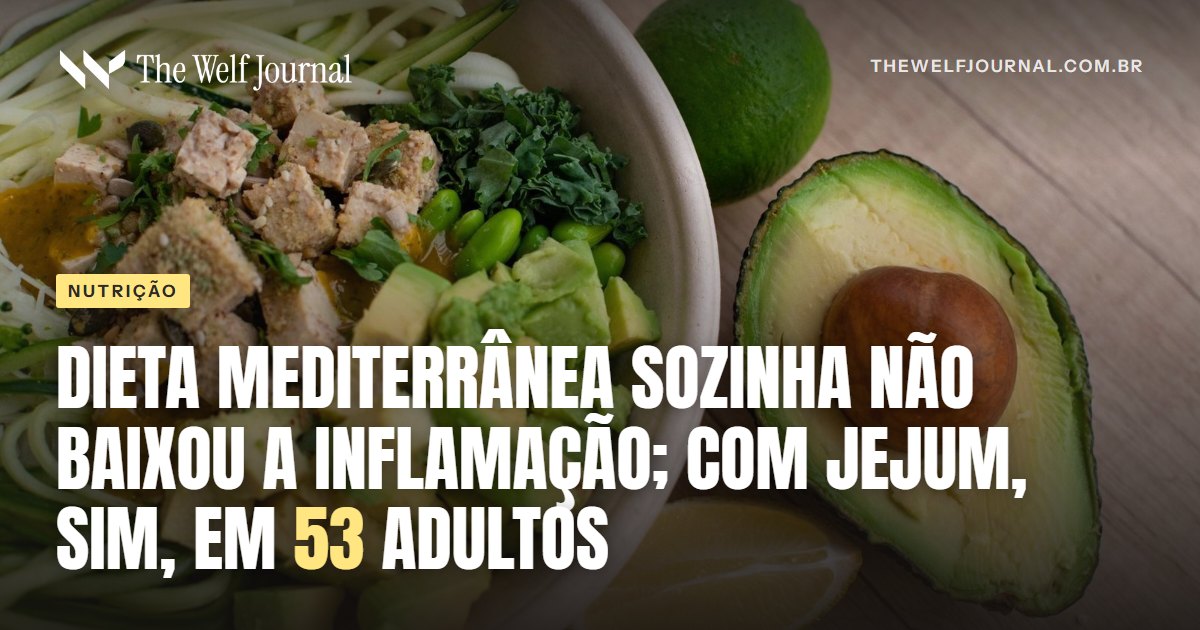 The Welf Journal
THEWELFJOURNAL.COM.BR
NUTRIÇÃO
DIETA MEDITERRÂNEA SOZINHA NÃO
BAIXOU A INFLAMAÇÃO; COM JEJUM,
SIM, EM 53 ADULTOS